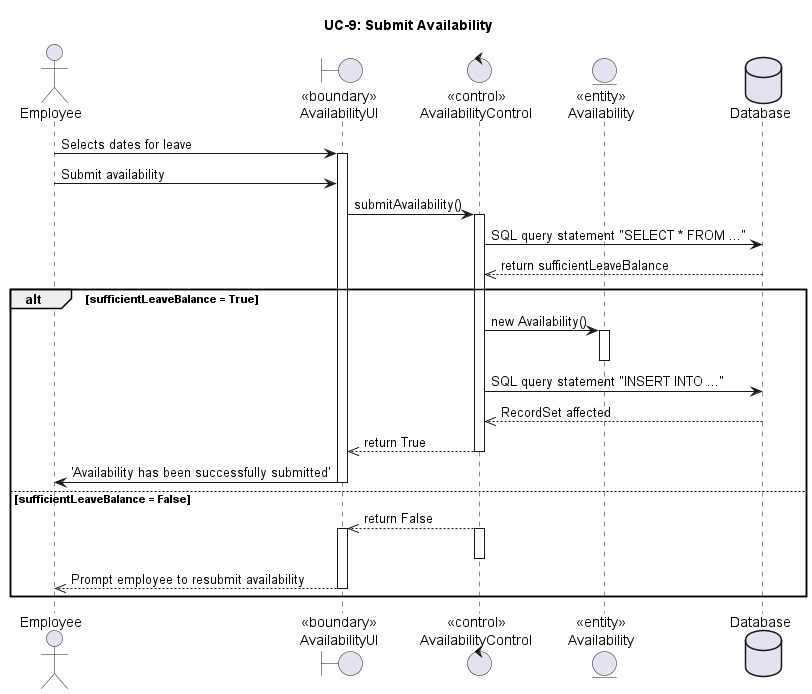 UC-9: Submit Availability
Employee
«boundary»
AvailabilityUI
«control»
AvailabilityControl
«entity»
Availability
Database
Selects dates for leave
Submit availability
submitAvailability()
SQL query statement "SELECT * FROM ..."
return sufficientLeaveBalance
alt
[sufficientLeaveBalance = True]
new Availability()
SQL query statement "INSERT INTO ..."
RecordSet affected
return True
'Availability has been successfully submitted'
[sufficientLeaveBalance = False]
return False
Prompt employee to resubmit availability
Employee
«boundary»
AvailabilityUI
«control»
AvailabilityControl
«entity»
Availability
Database